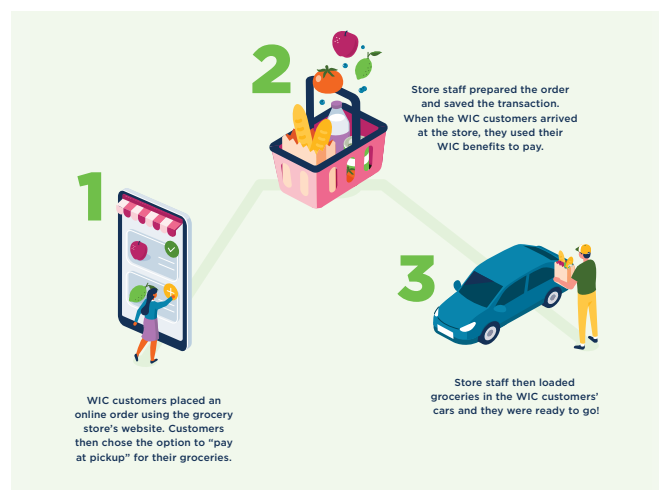 1
WIC customers placed an
online order using the grocery
store’s website. Customers
then chose the option to “pay
at pickup” for their groceries.
2
Store staff prepared the order
and saved the transaction.
When the WIC customers arrived
at the store, they used their
WIC benefits to pay.
3
Store staff then loaded
groceries in the WIC customers’
cars and they were ready to go!